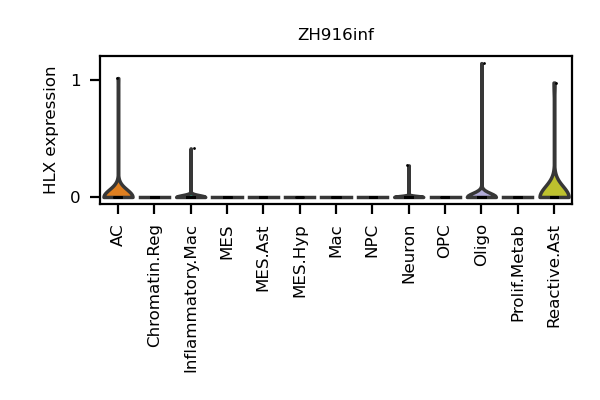 ZH916inf
HLX expression
1
0
AC
Chromatin.Reg
Inflammatory.Mac
MES
MES.Ast
MES.Hyp
Mac
NPC
Neuron
OPC
Oligo
Prolif.Metab
Reactive.Ast